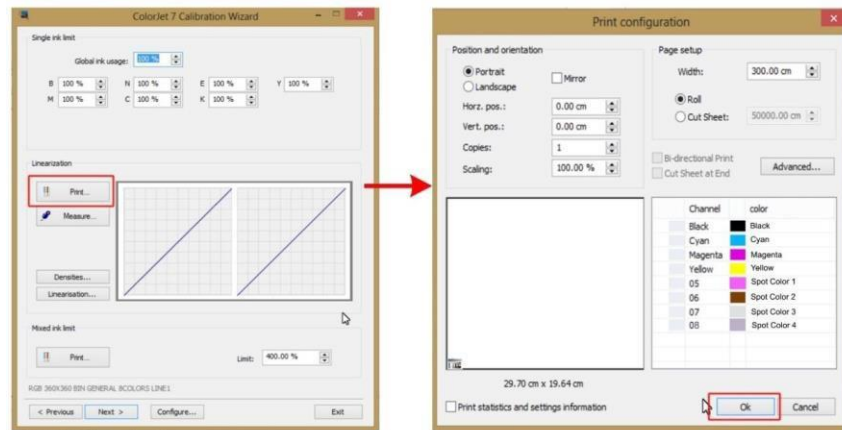 ColorJet 7 Calibration Wizard
Single ink limit
Global ink usage: 100 %
B 100 % N 100 % E 100 % Y 100 %
M 100 % C 100 % K 100 %
Linearization
Print...
Measure...
Densities...
Linearisation...
Mixed ink limit
Print...
Limit: 400.00 %
RGB 360X360 BIN GENERAL 8COLORS LINE1
< Previous
Next >
Configure...
Exit
Print configuration
Position and orientation
Portrait
Landscape
Mirror
Horz. pos.: 0.00 cm
Vert. pos.: 0.00 cm
Copies: 1
Scaling: 100.00 %
Page setup
Width: 300.00 cm
Roll
Cut Sheet: 50000.00 cm
Bi-directional Print
Cut Sheet at End
Advanced...
Channel color
Black Black
Cyan Cyan
Magenta Magenta
Yellow Yellow
05 Spot Color 1
06 Spot Color 2
07 Spot Color 3
08 Spot Color 4
29.70 cm x 19.64 cm
Print statistics and settings information
Ok
Cancel